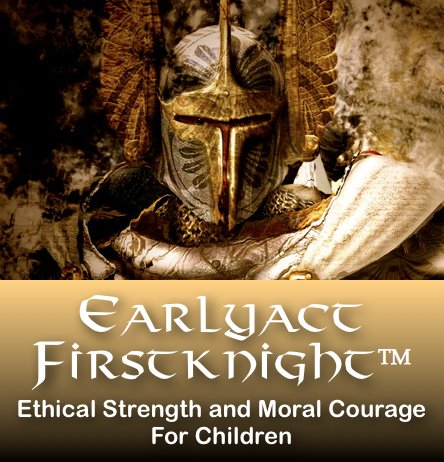 Earlyact
Firstknight™
Ethical Strength and Moral Courage
For Children